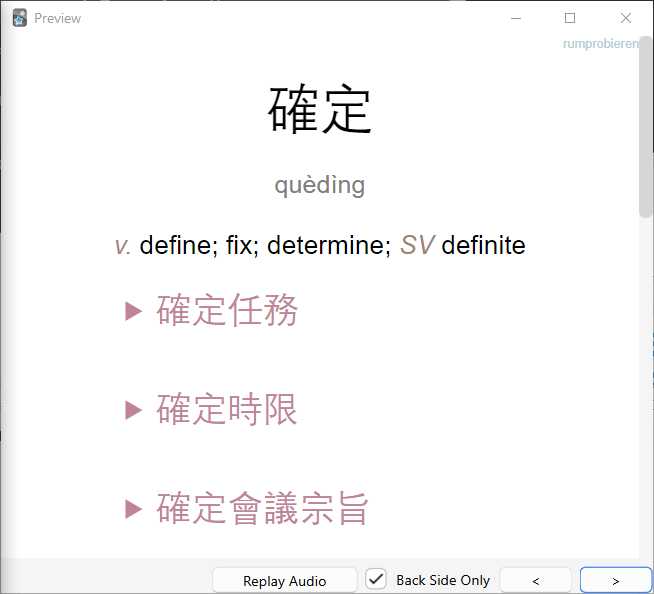 Preview
rumprobieren
確定
quèdìng
v. define; fix; determine; SV definite
▶ 確定任務
▶ 確定時限
▶ 確定會議宗旨
Replay Audio Back Side Only < >